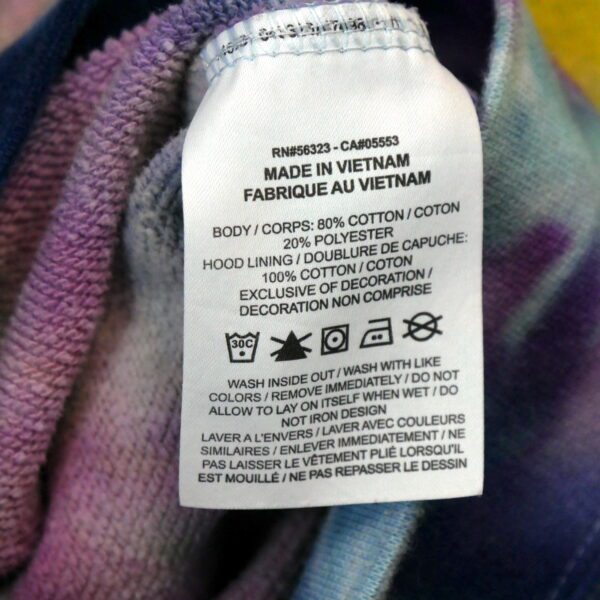 RN#56323 - CA#05553
MADE IN VIETNAM
FABRIQUE AU VIETNAM
BODY / CORPS: 80% COTTON / COTON
20% POLYESTER
HOOD LINING / DOUBLURE DE CAPUCHE:
100% COTTON / COTON
EXCLUSIVE OF DECORATION /
DECORATION NON COMPRISE
30C
WASH INSIDE OUT / WASH WITH LIKE
COLORS / REMOVE IMMEDIATELY / DO NOT
ALLOW TO LAY ON ITSELF WHEN WET / DO
NOT IRON DESIGN
LAVER A L'ENVERS / LAVER AVEC COULEURS
SIMILAIRES / ENLEVER IMMEDIATEMENT / NE
PAS LAISSER LE VÊTEMENT PLIÉ LORSQU'IL
EST MOUILLÉ / NE PAS REPASSER LE DESSIN